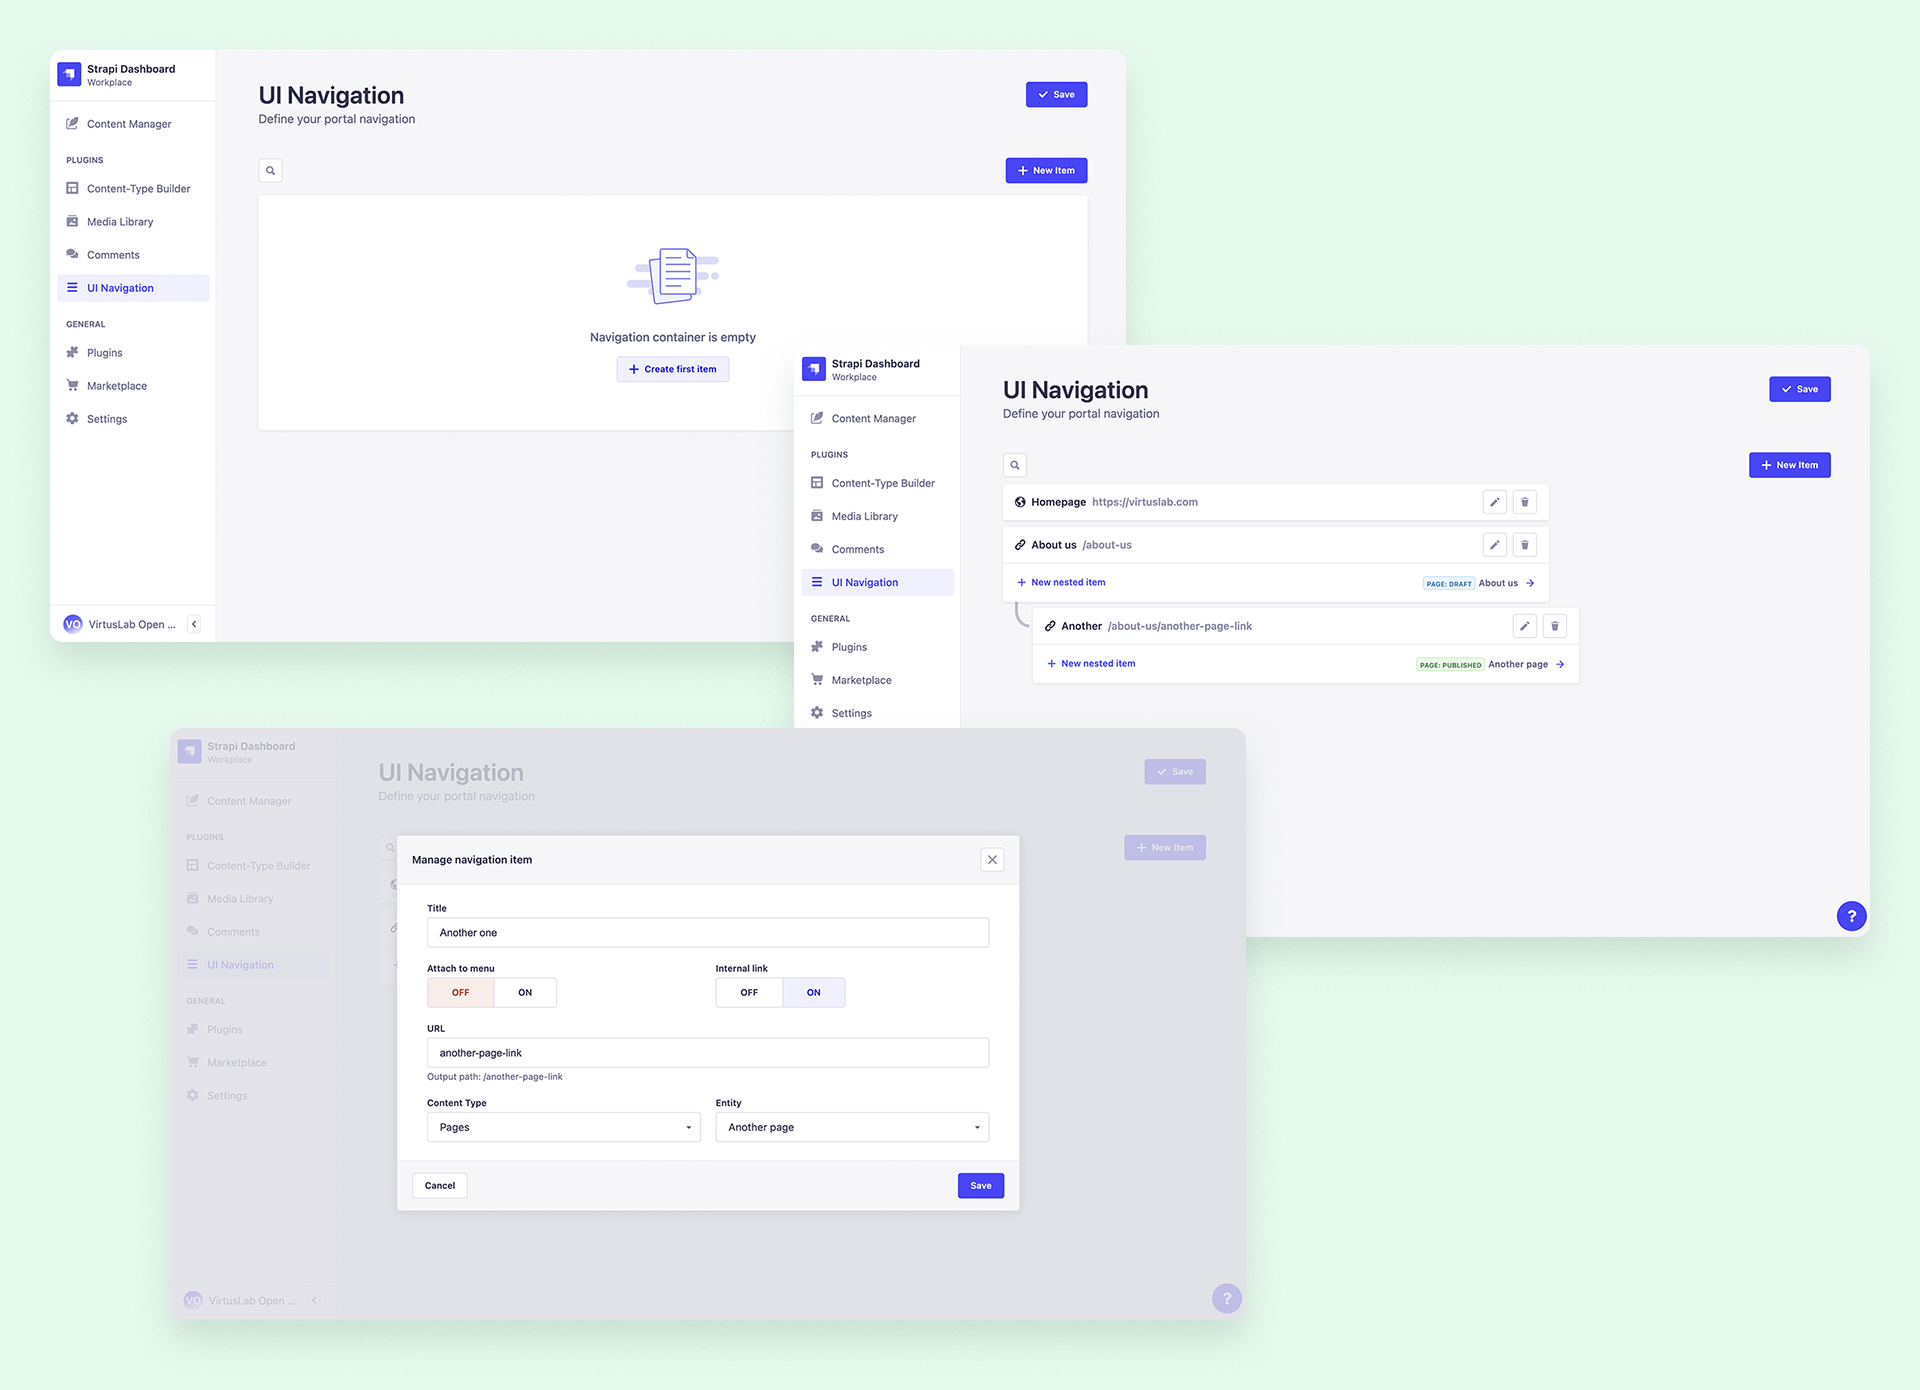 Strapi Dashboard
Workplace
Content Manager
PLUGINS
Content-Type Builder
Media Library
Comments
UI Navigation
GENERAL
Plugins
Marketplace
Settings
VO VirtusLab Open ...
UI Navigation
Define your portal navigation
Save
New Item
Navigation container is empty
Create first item
Strapi Dashboard
Workplace
Content Manager
PLUGINS
Content-Type Builder
Media Library
Comments
UI Navigation
GENERAL
Plugins
Marketplace
Settings
UI Navigation
Define your portal navigation
Save
New Item
Homepage https://virtuslab.com
About us /about-us
New nested item PAGE: DRAFT About us
Another /about-us/another-page-link
New nested item PAGE: PUBLISHED Another page
?
Strapi Dashboard
Workplace
Content Manager
PLUGINS
Content-Type Builder
Media Library
Comments
UI Navigation
GENERAL
Plugins
Marketplace
Settings
VO VirtusLab Open ...
UI Navigation
Define your portal navigation
Save
New Item
Manage navigation item
Title
Another one
Attach to menu Internal link
OFF ON OFF ON
URL
another-page-link
Output path: /another-page-link
Content Type Entity
Pages Another page
Cancel Save
?